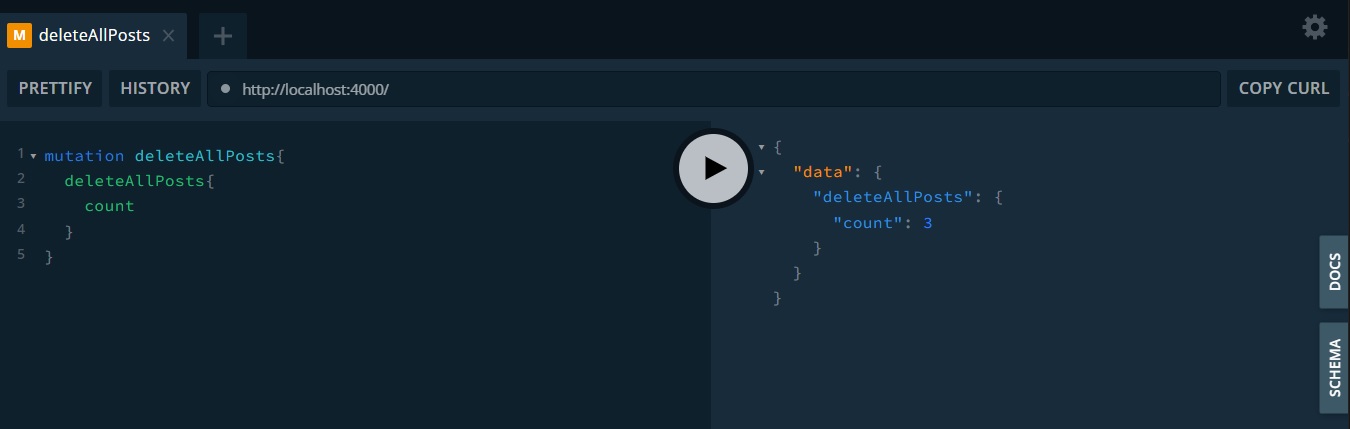 M deleteAllPosts
PRETTIFY HISTORY http://localhost:4000/ COPY CURL
1 mutation deleteAllPosts{
2 deleteAllPosts{
3 count
4 }
5 }
{
"data": {
"deleteAllPosts": {
"count": 3
}
}
}
DOCS
SCHEMA